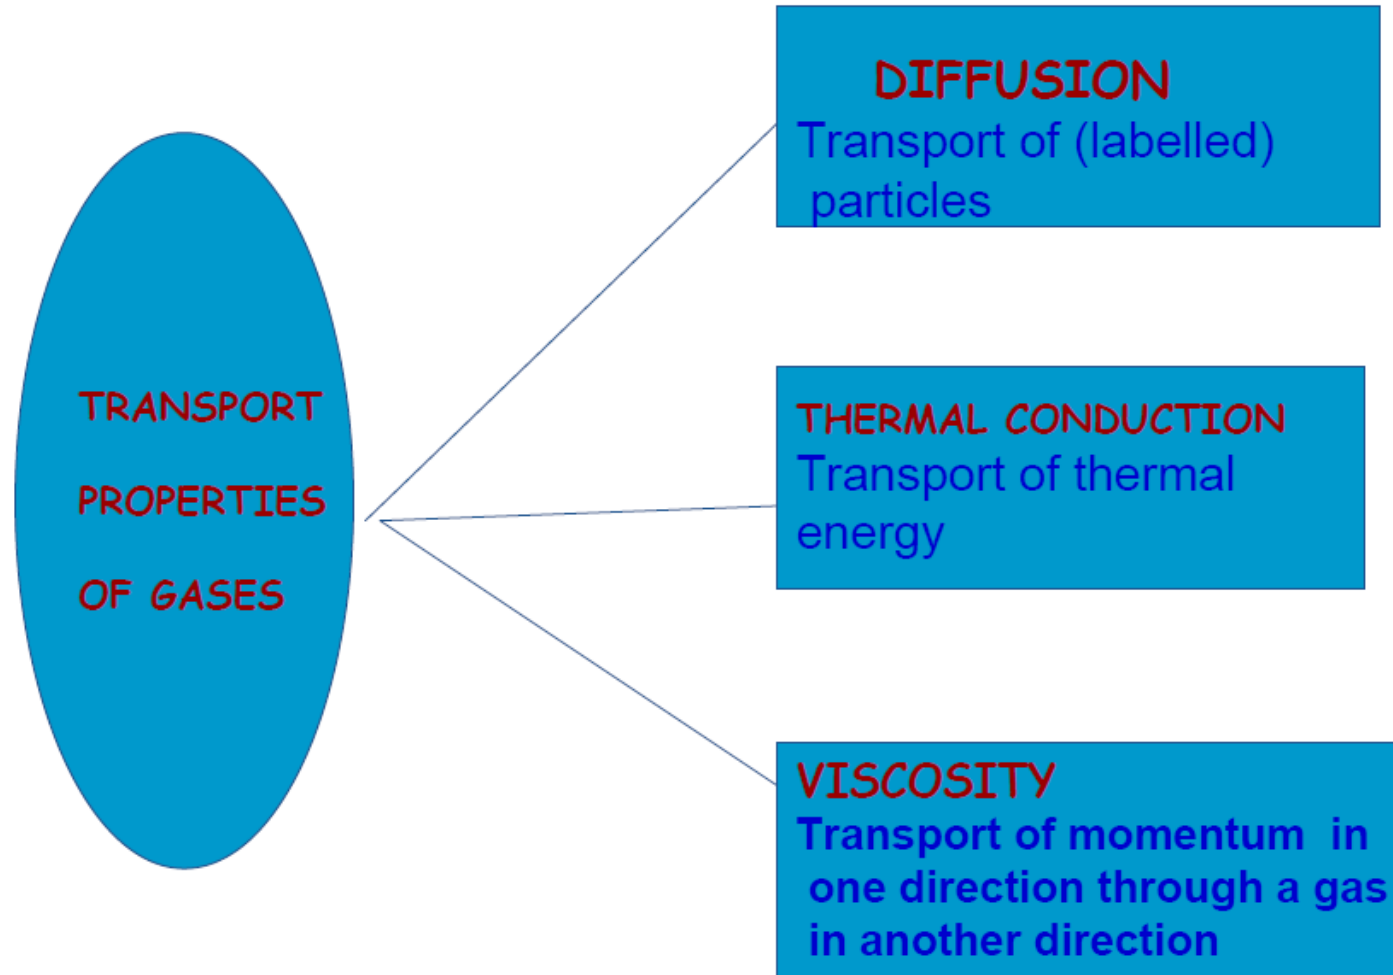 TRANSPORT
PROPERTIES
OF GASES
DIFFUSION
Transport of (labelled)
particles
THERMAL CONDUCTION
Transport of thermal
energy
VISCOSITY
Transport of momentum in
one direction through a gas
in another direction